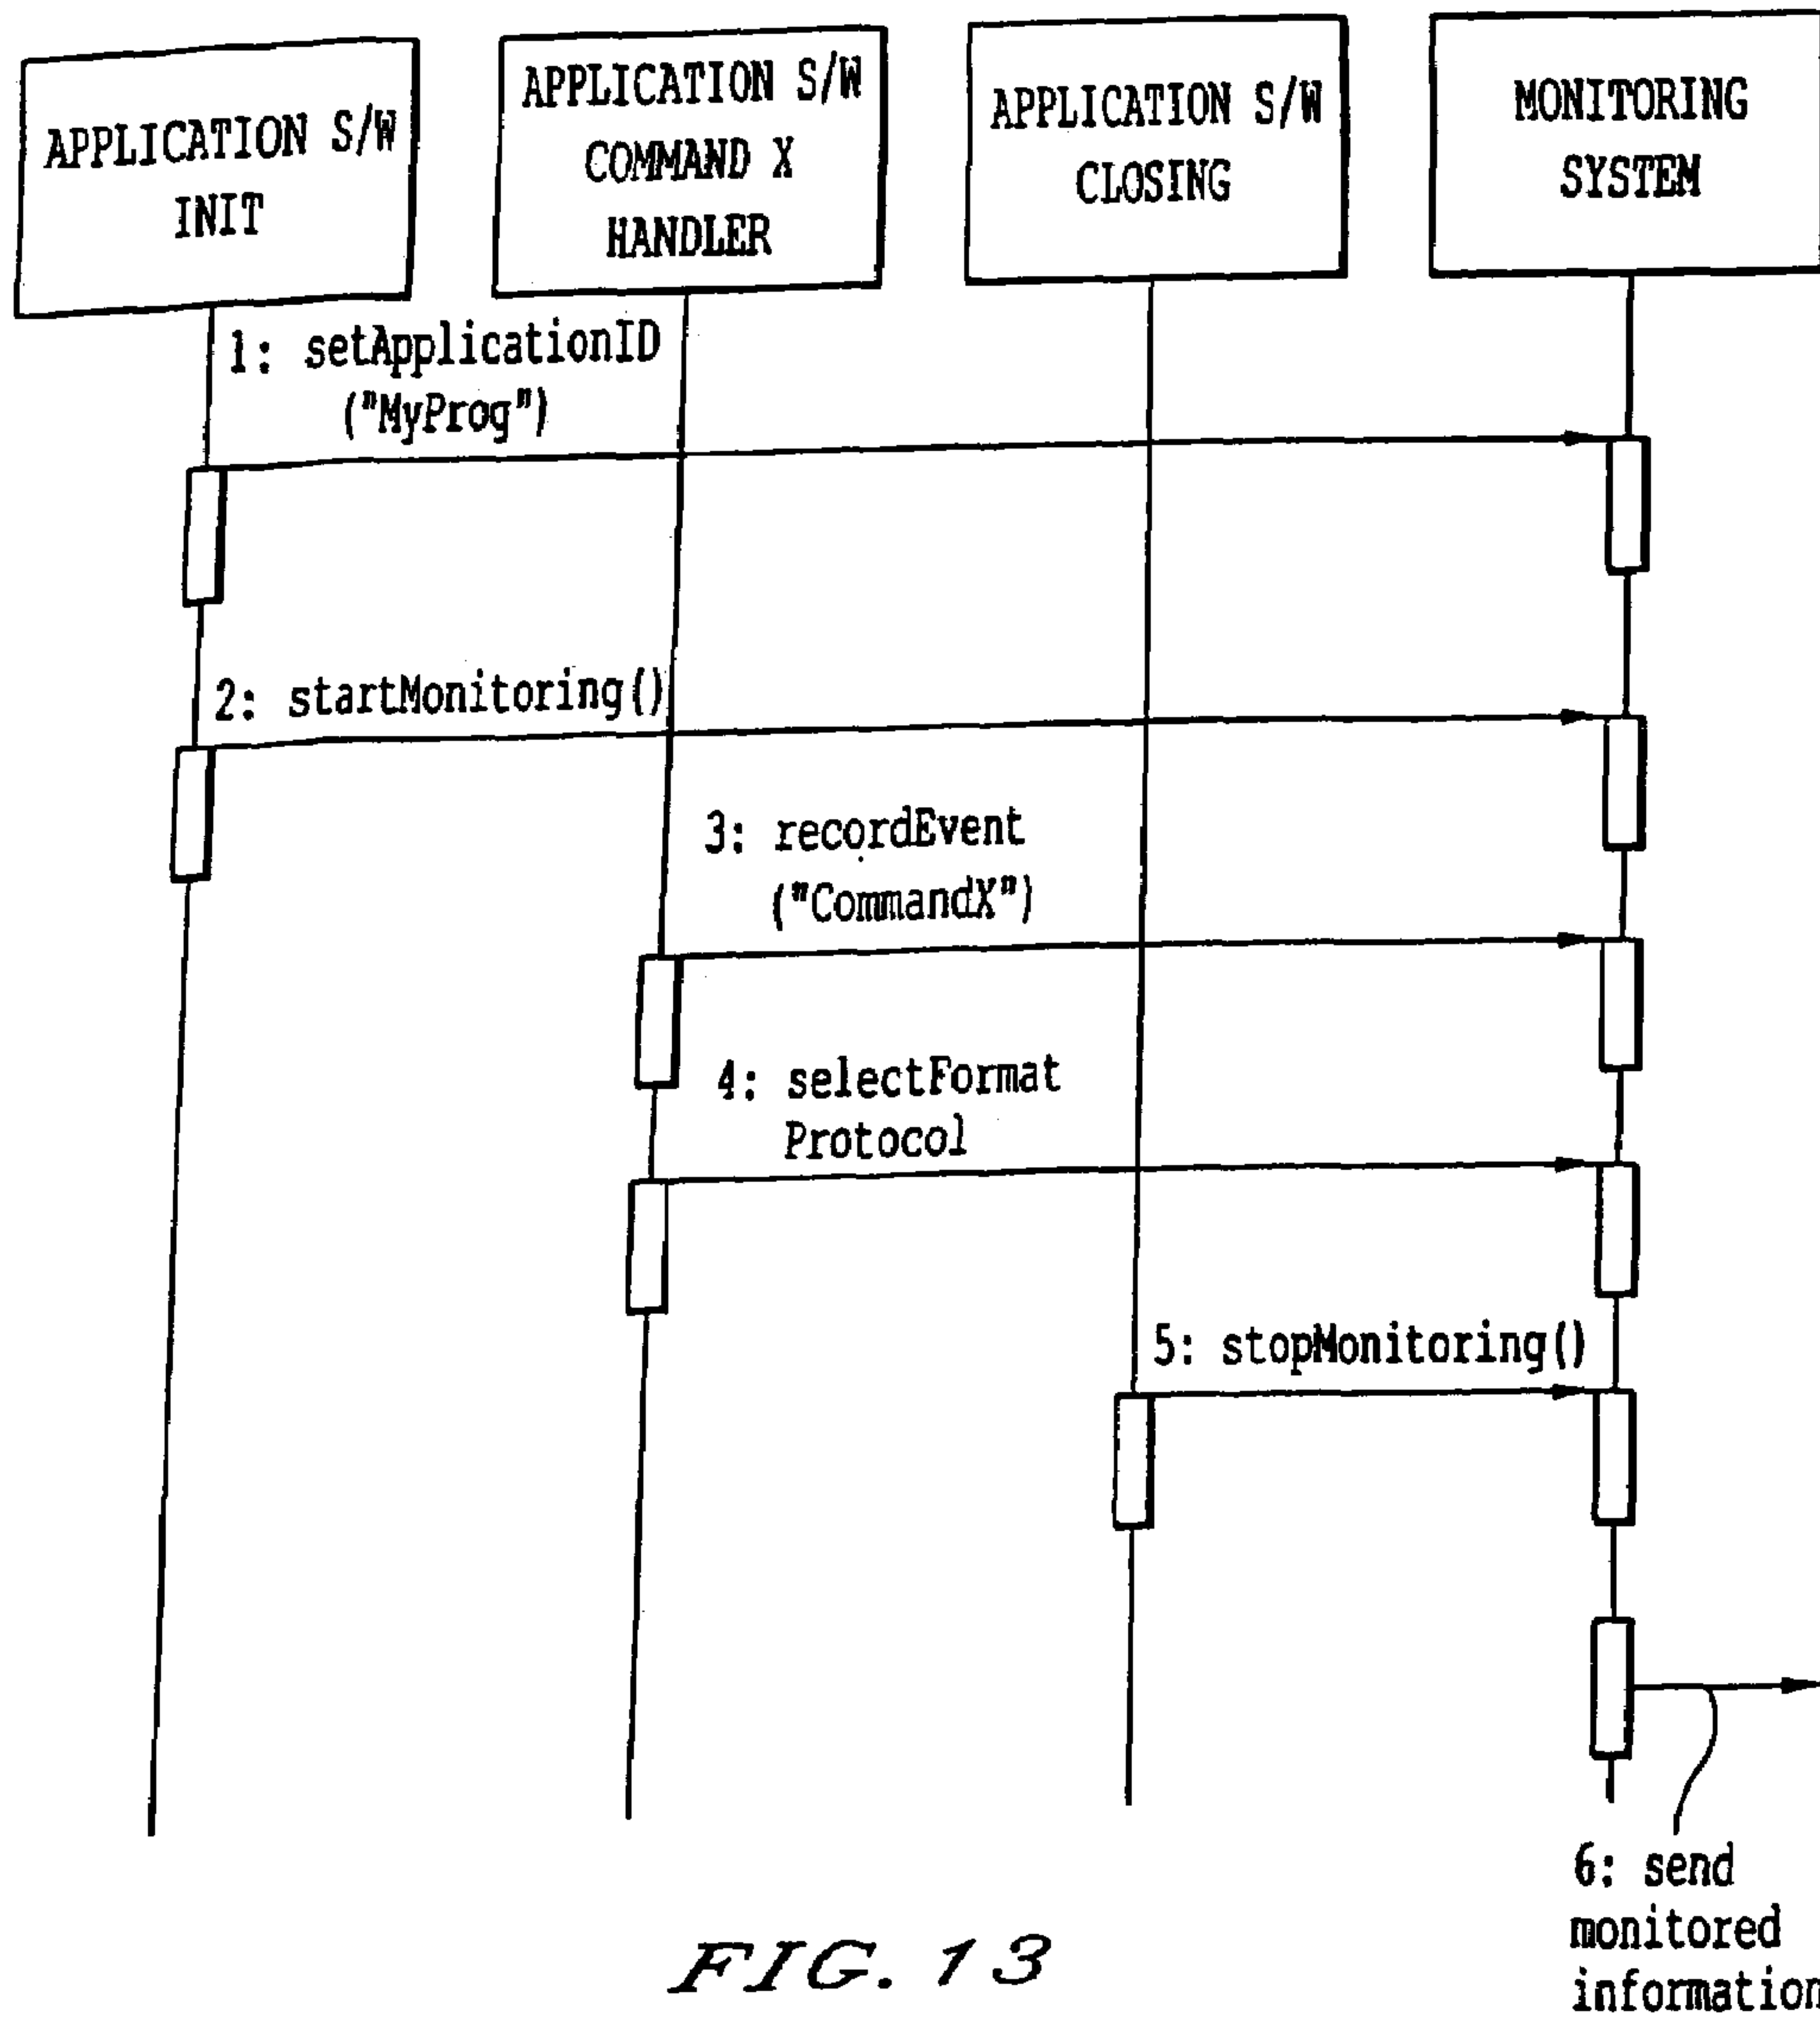 APPLICATION S/W
INIT
APPLICATION S/W
COMMAND X
HANDLER
APPLICATION S/W
CLOSING
MONITORING
SYSTEM
1: setApplicationID
("MyProg")
2: startMonitoring()
3: recordEvent
("CommandX")
4: selectFormat
Protocol
5: stopMonitoring()
6: send
monitored
information
FIG. 13